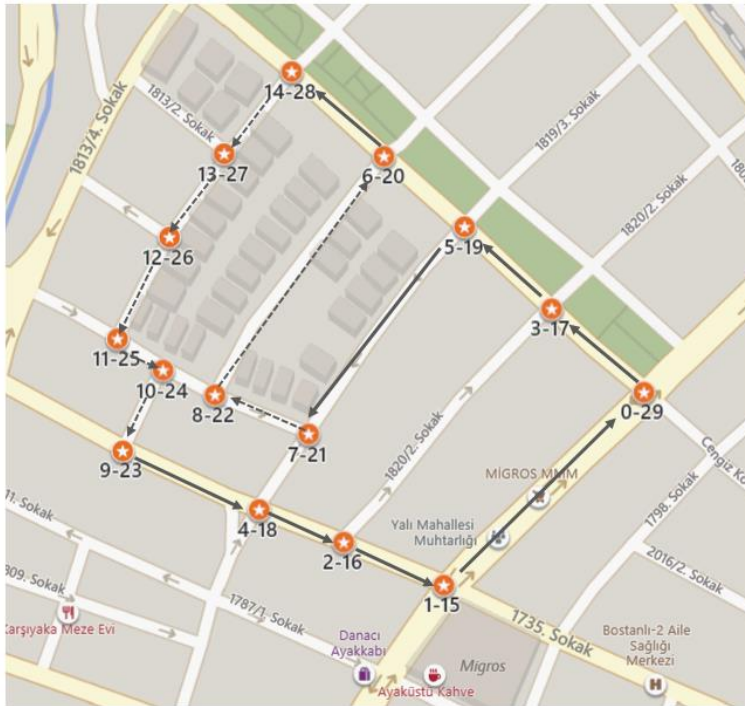 14-28
1813/2. Sokak
1813/4. Sokak
13-27
6-20
1819/3. Sokak
1820/2. Sokak
5-19
12-26
3-17
11-25
10-24
8-22
0-29
7-21
9-23
1820/2. Sokak
MİGROS MMM
Cengiz Ko
4-18
Yalı Mahallesi
Muhtarlığı
1798. Sokak
2-16
11. Sokak
2016/2. Sokak
1-15
809. Sokak
1735. Sokak
1787/1. Sokak
Karşıyaka Meze Evi
Danacı
Ayakkabı
Bostanlı-2 Aile
Sağlığı
Merkezi
Migros
Ayaküstü Kahve